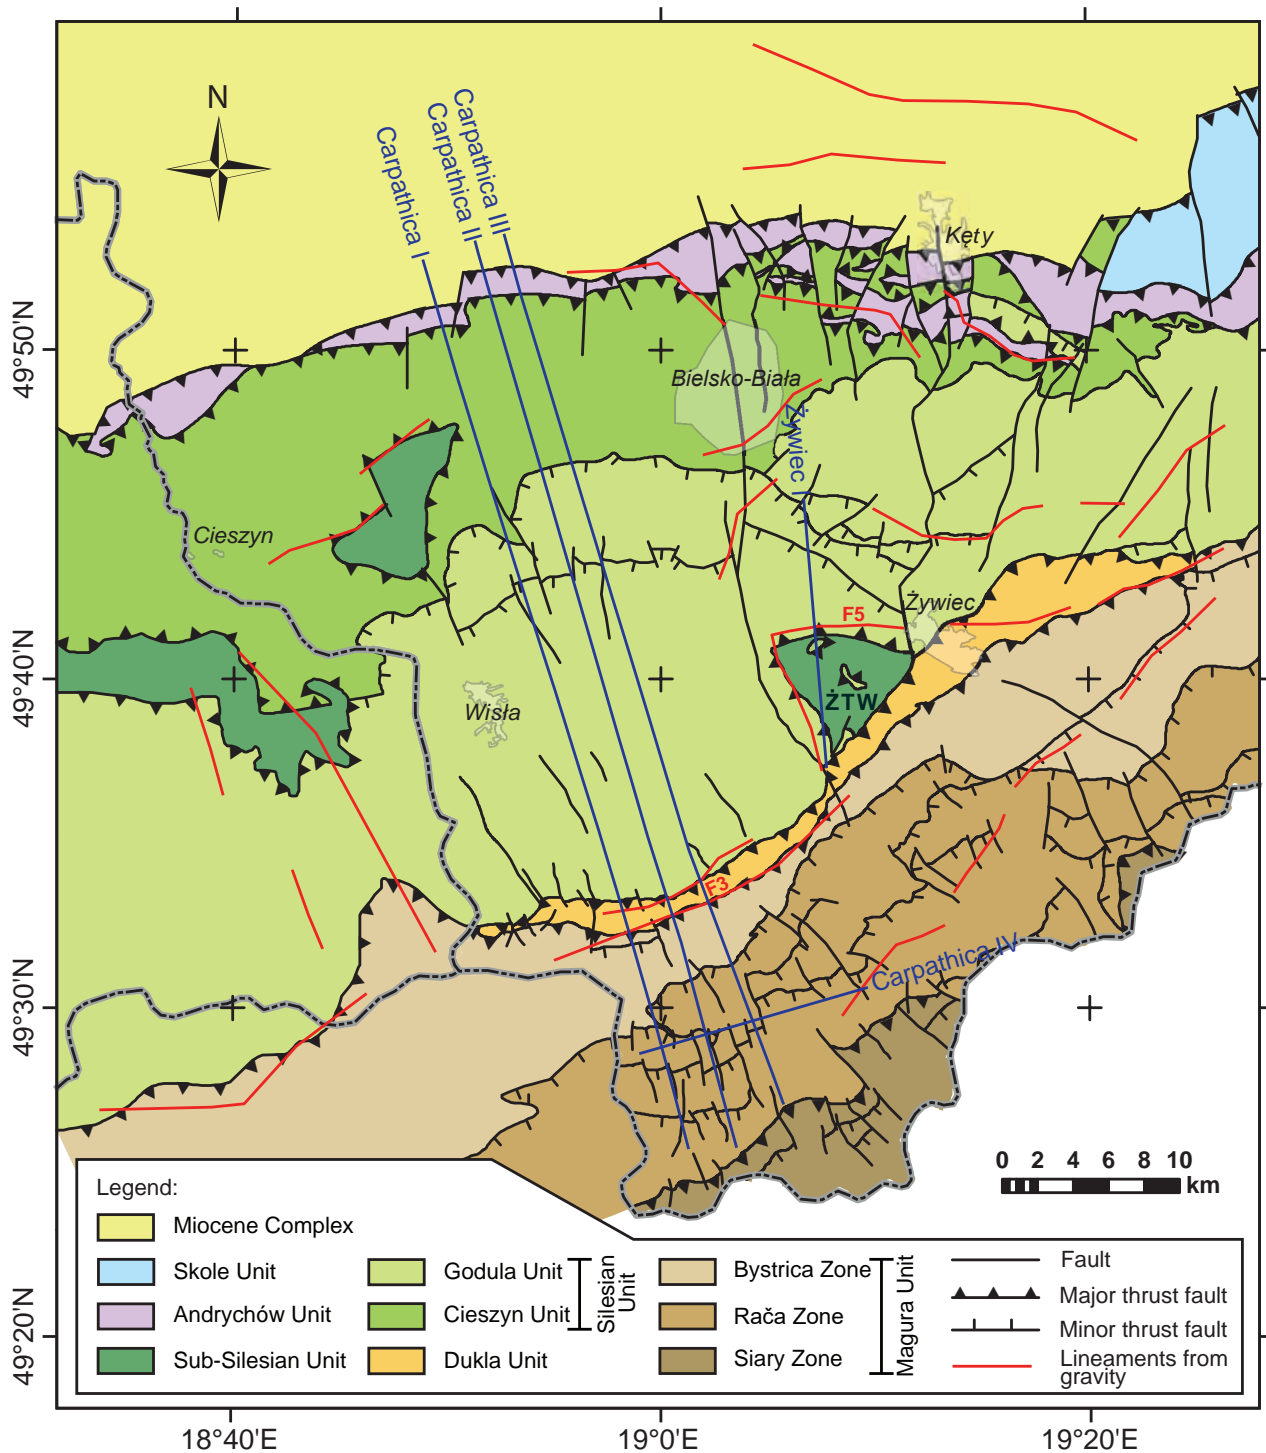 N
Carpathica I
Carpathica II
Carpathica III
Kęty
49°50'N
Bielsko-Biała
Żywiec I
Cieszyn
Żywiec
F5
49°40'N
ŻTW
Wisła
F3
Carpathica IV
49°30'N
0 2 4 6 8 10
km
Legend:
Miocene Complex
Skole Unit
Andrychów Unit
Sub-Silesian Unit
Godula Unit
Cieszyn Unit
Silesian
Unit
Dukla Unit
Bystrica Zone
Rača Zone
Siary Zone
Magura Unit
Fault
Major thrust fault
Minor thrust fault
Lineaments from
gravity
49°20'N
18°40'E
19°0'E
19°20'E